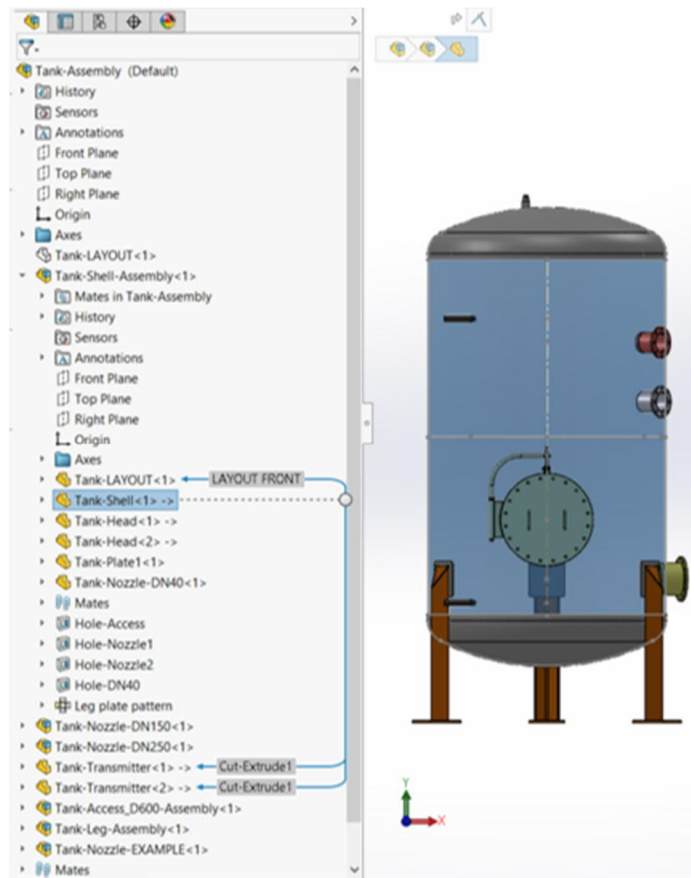 Tank-Assembly (Default)
History
Sensors
Annotations
Front Plane
Top Plane
Right Plane
Origin
Axes
Tank-LAYOUT<1>
Tank-Shell-Assembly<1>
Mates in Tank-Assembly
History
Sensors
Annotations
Front Plane
Top Plane
Right Plane
Origin
Axes
Tank-LAYOUT<1> LAYOUT FRONT
Tank-Shell<1> ->
Tank-Head<1> ->
Tank-Head<2> ->
Tank-Plate1<1>
Tank-Nozzle-DN40<1>
Mates
Hole-Access
Hole-Nozzle1
Hole-Nozzle2
Hole-DN40
Leg plate pattern
Tank-Nozzle-DN150<1>
Tank-Nozzle-DN250<1>
Tank-Transmitter<1> -> Cut-Extrude1
Tank-Transmitter<2> -> Cut-Extrude1
Tank-Access_D600-Assembly<1>
Tank-Leg-Assembly<1>
Tank-Nozzle-EXAMPLE<1>
Mates
Y
X